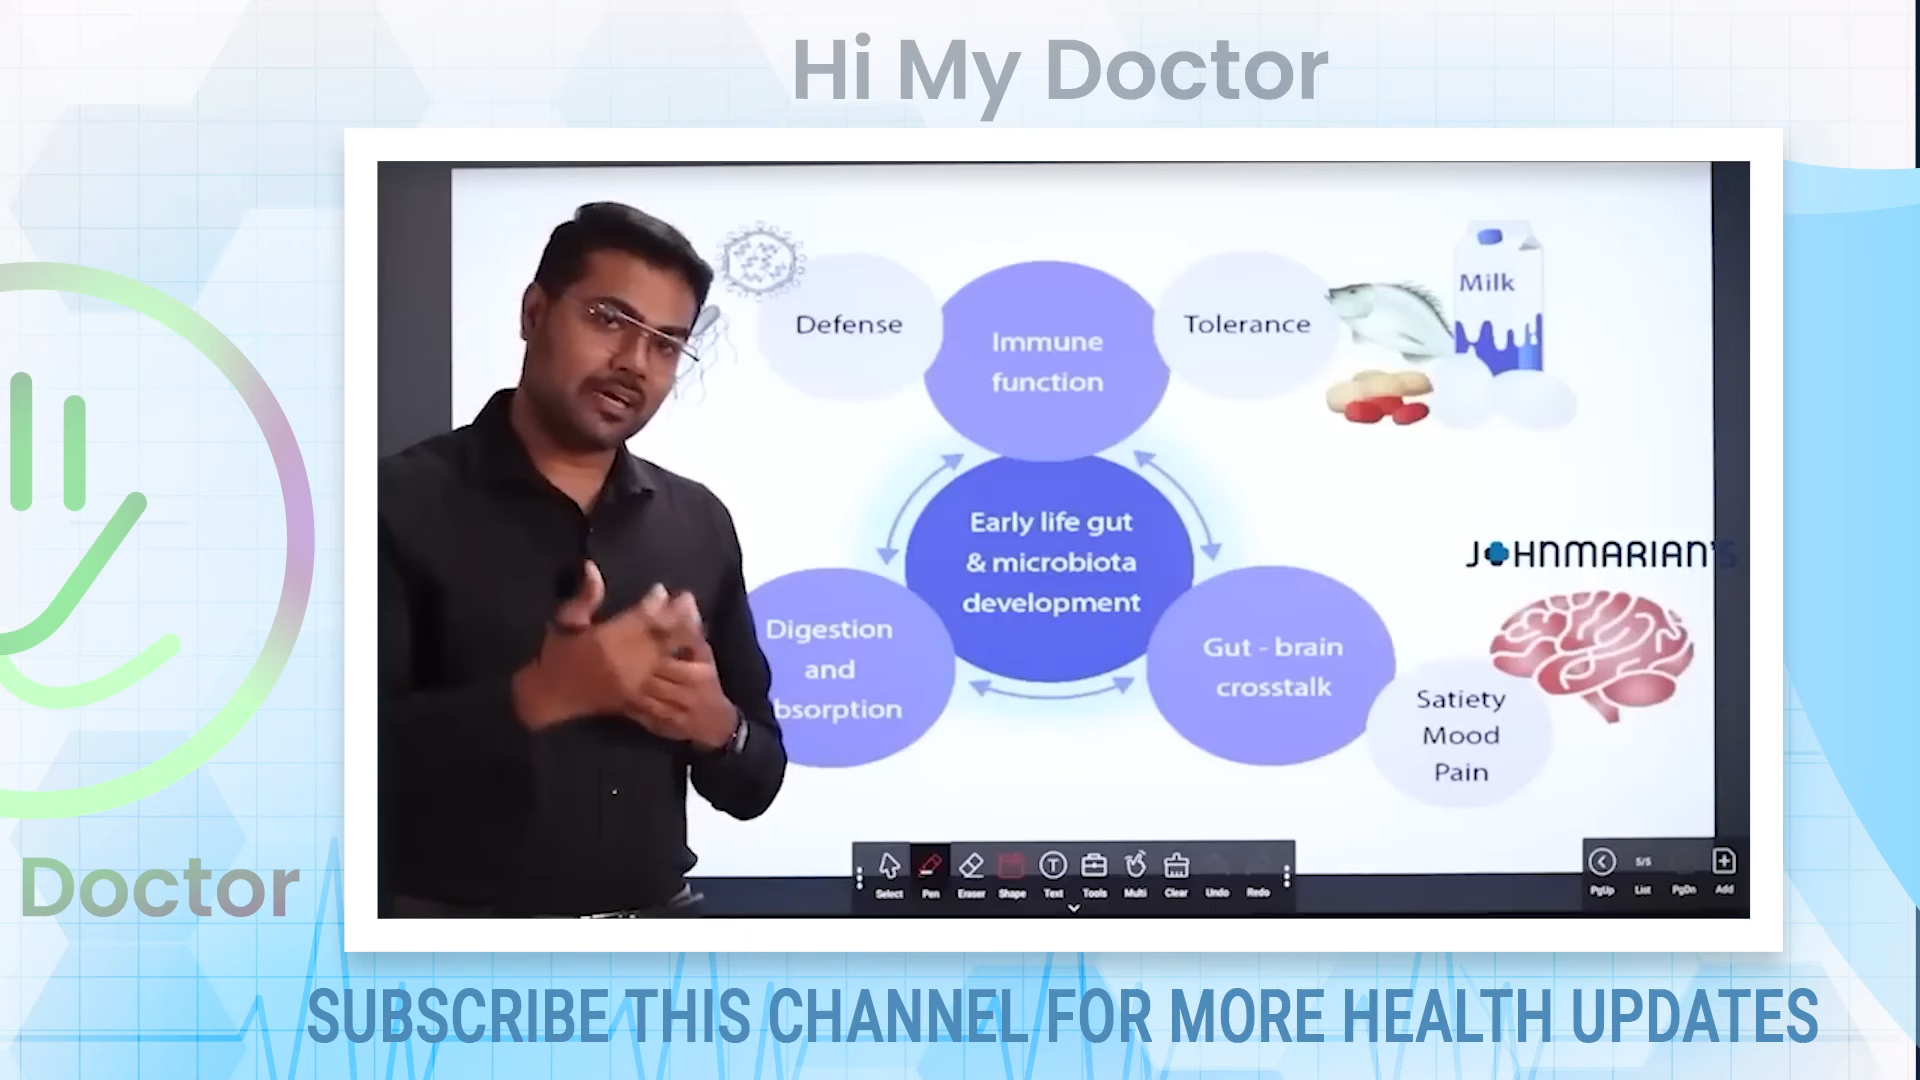 Hi My Doctor
Defense
Immune
function
Tolerance
Milk
Early life gut
& microbiota
development
JOHNMARIAN'S
Digestion
and
bsorption
Gut - brain
crosstalk
Satiety
Mood
Pain
Doctor
Select
Pen
Eraser
Shape
Text
Tools
Multi
Clear
Undo
Redo
PgUp
5/5
List
PgDn
Add
SUBSCRIBE THIS CHANNEL FOR MORE HEALTH UPDATES